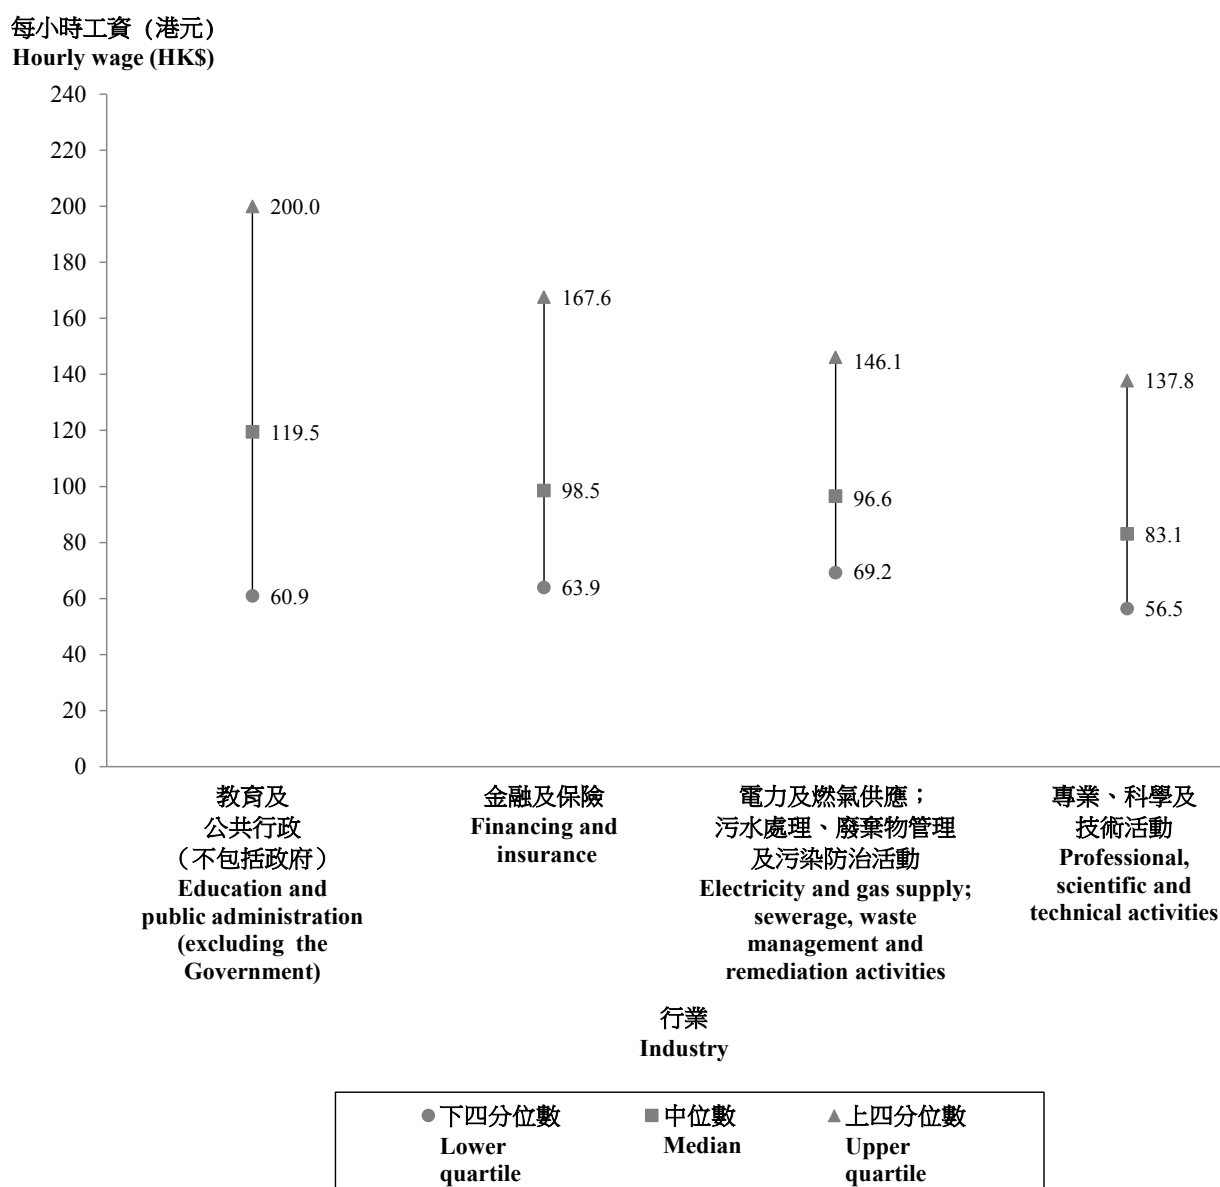 每小時工資 (港元)
Hourly wage (HK$)
240
220
200
180
160
140
120
100
80
60
40
20
0
200.0
119.5
60.9
167.6
98.5
63.9
146.1
96.6
69.2
137.8
83.1
56.5
教育及
公共行政
（不包括政府）
Education and
public administration
(excluding the
Government)
金融及保險
Financing and
insurance
電力及燃氣供應；
污水處理、廢棄物管理
及污染防治活動
Electricity and gas supply;
sewerage, waste
management and
remediation activities
專業、科學及
技術活動
Professional,
scientific and
technical activities
行業
Industry
下四分位數
Lower
quartile
中位數
Median
上四分位數
Upper
quartile